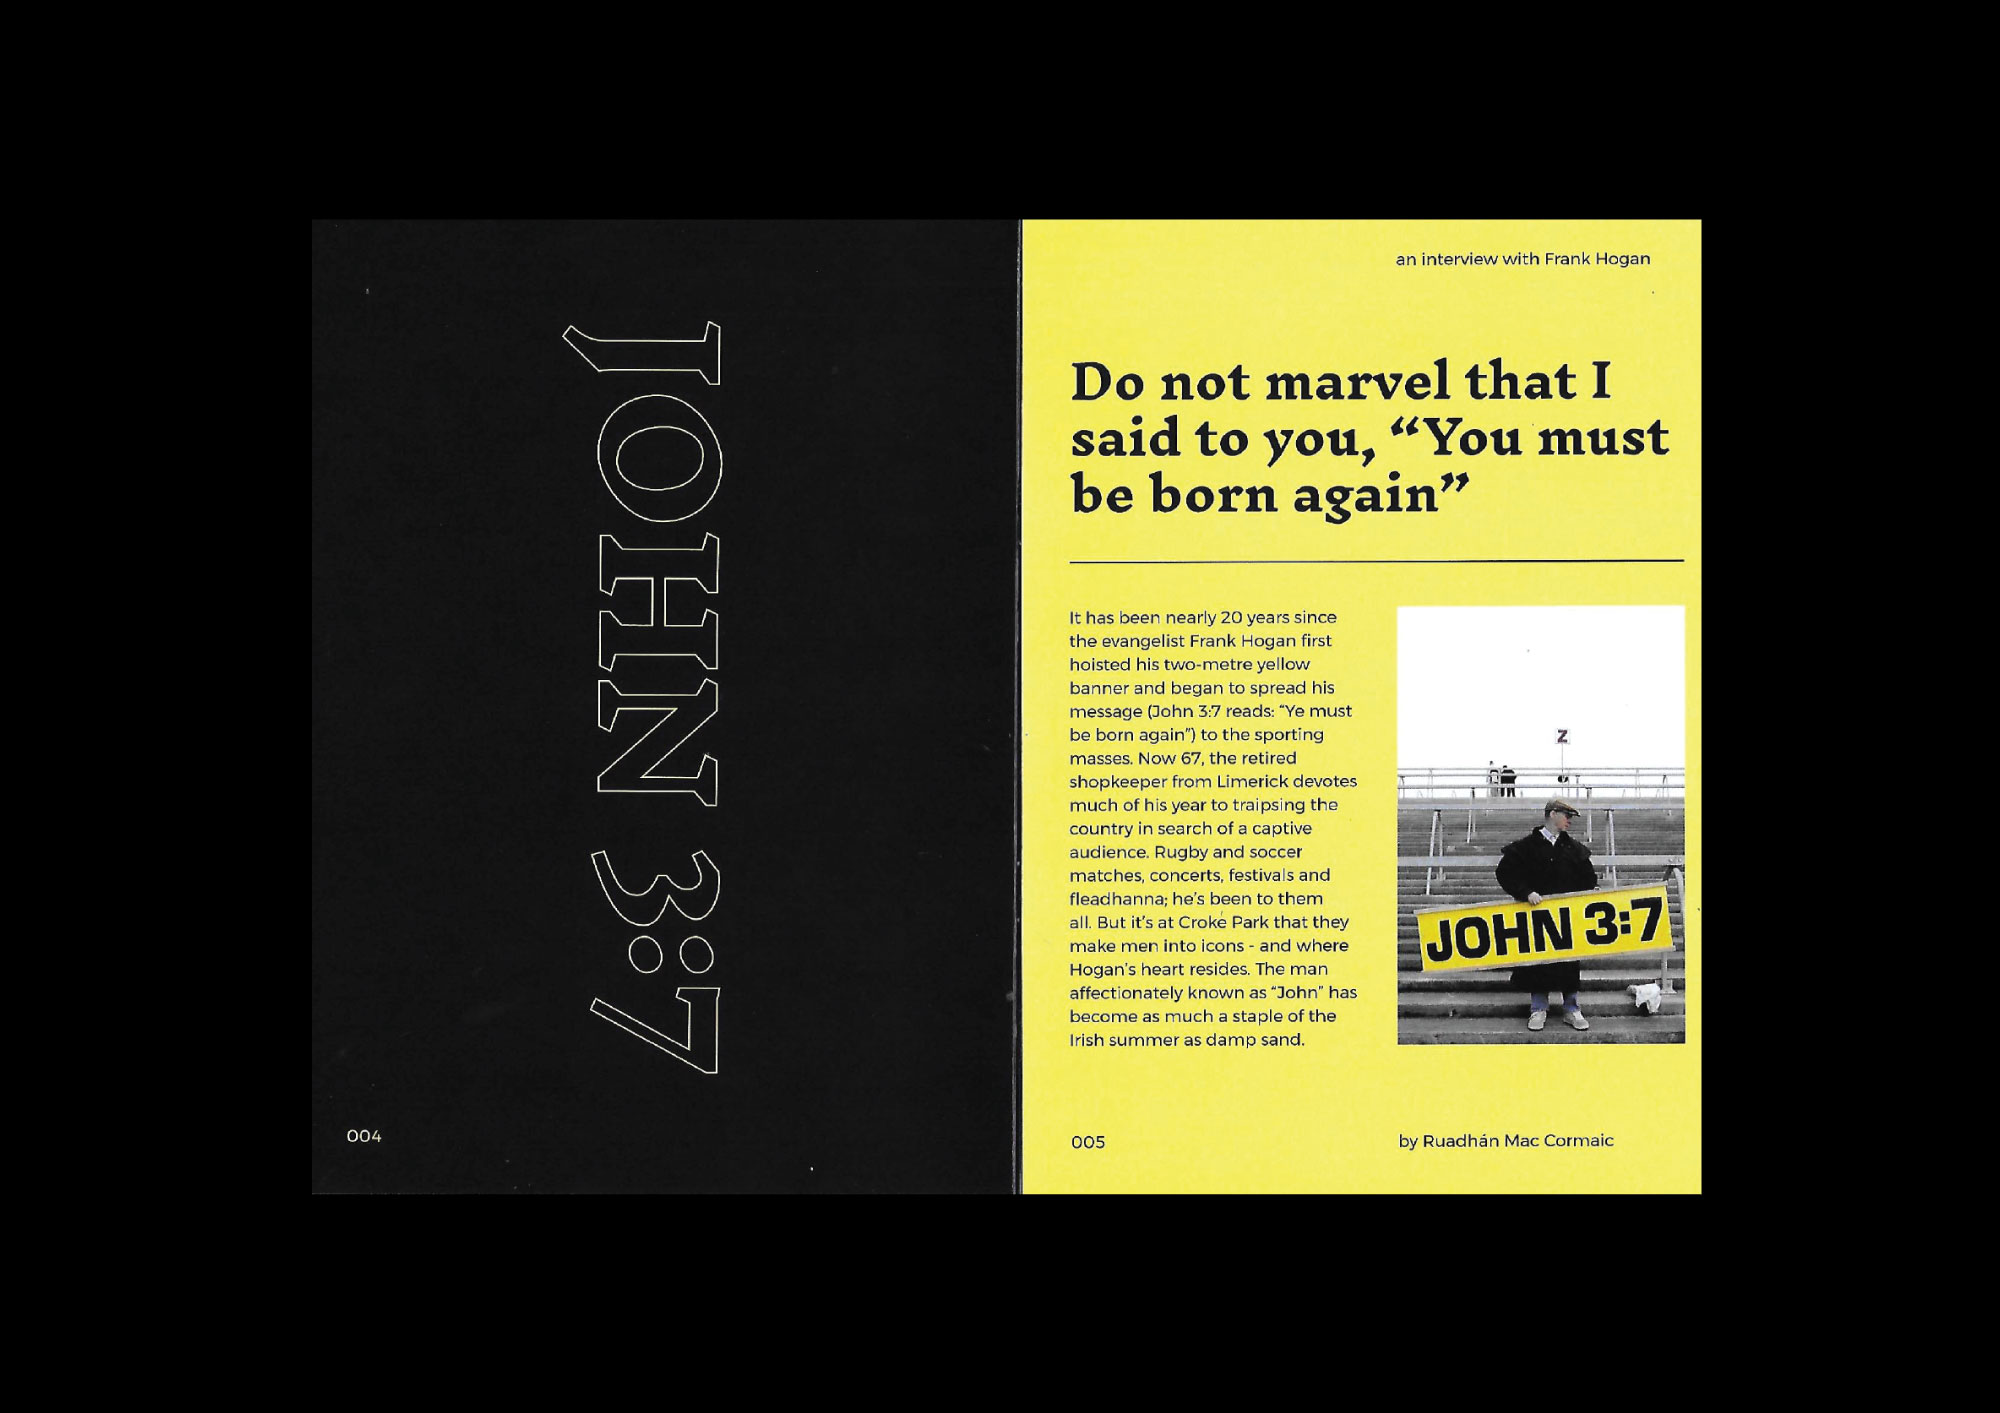 JOHN 3:7
004
an interview with Frank Hogan
Do not marvel that I
said to you, “You must
be born again”
It has been nearly 20 years since
the evangelist Frank Hogan first
hoisted his two-metre yellow
banner and began to spread his
message (John 3:7 reads: “Ye must
be born again”) to the sporting
masses. Now 67, the retired
shopkeeper from Limerick devotes
much of his year to traipsing the
country in search of a captive
audience. Rugby and soccer
matches, concerts, festivals and
fleadhanna; he’s been to them
all. But it’s at Croke Park that they
make men into icons - and where
Hogan’s heart resides. The man
affectionately known as “John” has
become as much a staple of the
Irish summer as damp sand.
Z
JOHN 3:7
005
by Ruadhán Mac Cormaic